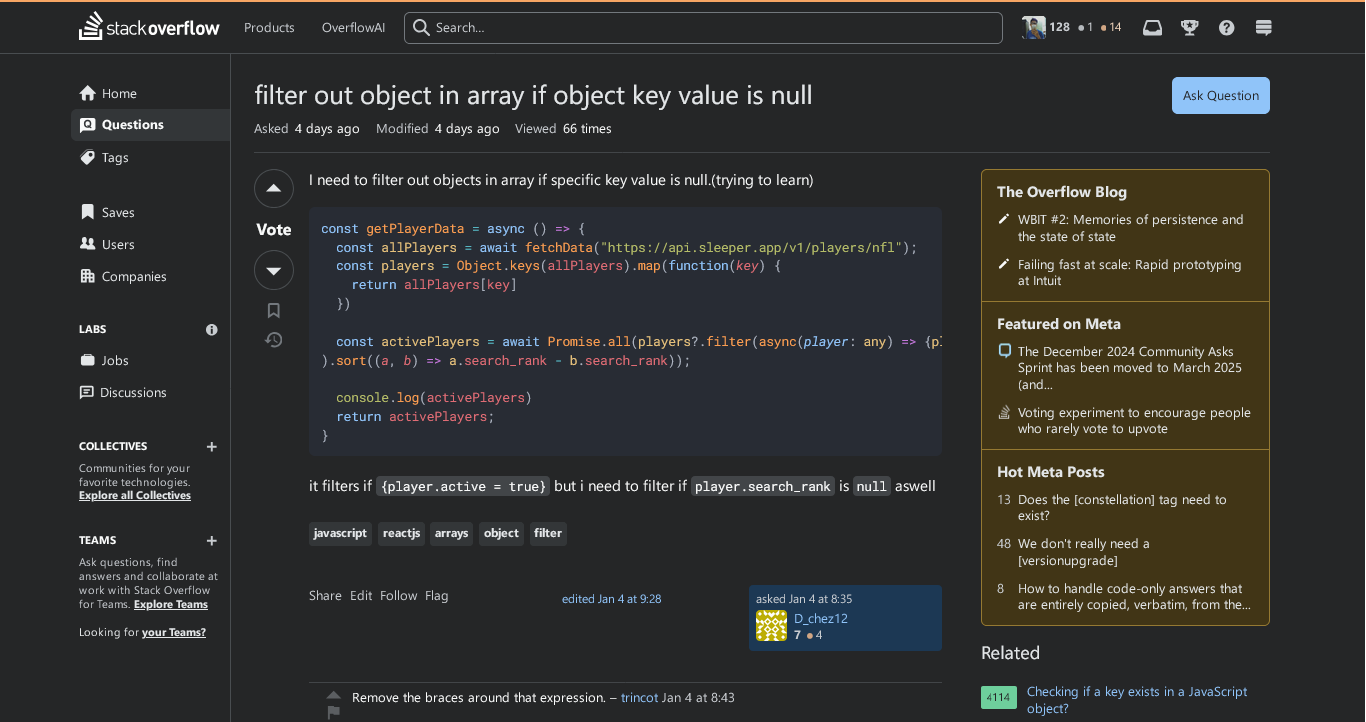 stackoverflow
Products
OverflowAI
Search...
128
1
14
Home
Questions
Tags
Saves
Users
Companies
LABS
Jobs
Discussions
COLLECTIVES
Communities for your
favorite technologies.
Explore all Collectives
TEAMS
Ask questions, find
answers and collaborate at
work with Stack Overflow
for Teams. Explore Teams
Looking for your Teams?
filter out object in array if object key value is null
Ask Question
Asked 4 days ago Modified 4 days ago Viewed 66 times
Vote
I need to filter out objects in array if specific key value is null.(trying to learn)
const getPlayerData = async () => {
  const allPlayers = await fetchData("https://api.sleeper.app/v1/players/nfl");
  const players = Object.keys(allPlayers).map(function(key) {
    return allPlayers[key]
  })
  const activePlayers = await Promise.all(players?.filter(async(player: any) => {pl
).sort((a, b) => a.search_rank - b.search_rank));
  console.log(activePlayers)
  return activePlayers;
}
it filters if {player.active = true} but i need to filter if player.search_rank is null aswell
javascript reactjs arrays object filter
Share Edit Follow Flag
edited Jan 4 at 9:28
asked Jan 4 at 8:35
D_chez12
7 4
Remove the braces around that expression. – trincot Jan 4 at 8:43
The Overflow Blog
WBIT #2: Memories of persistence and
the state of state
Failing fast at scale: Rapid prototyping
at Intuit
Featured on Meta
The December 2024 Community Asks
Sprint has been moved to March 2025
(and...
Voting experiment to encourage people
who rarely vote to upvote
Hot Meta Posts
13 Does the [constellation] tag need to
exist?
48 We don't really need a
[versionupgrade]
8 How to handle code-only answers that
are entirely copied, verbatim, from the...
Related
4114 Checking if a key exists in a JavaScript
object?